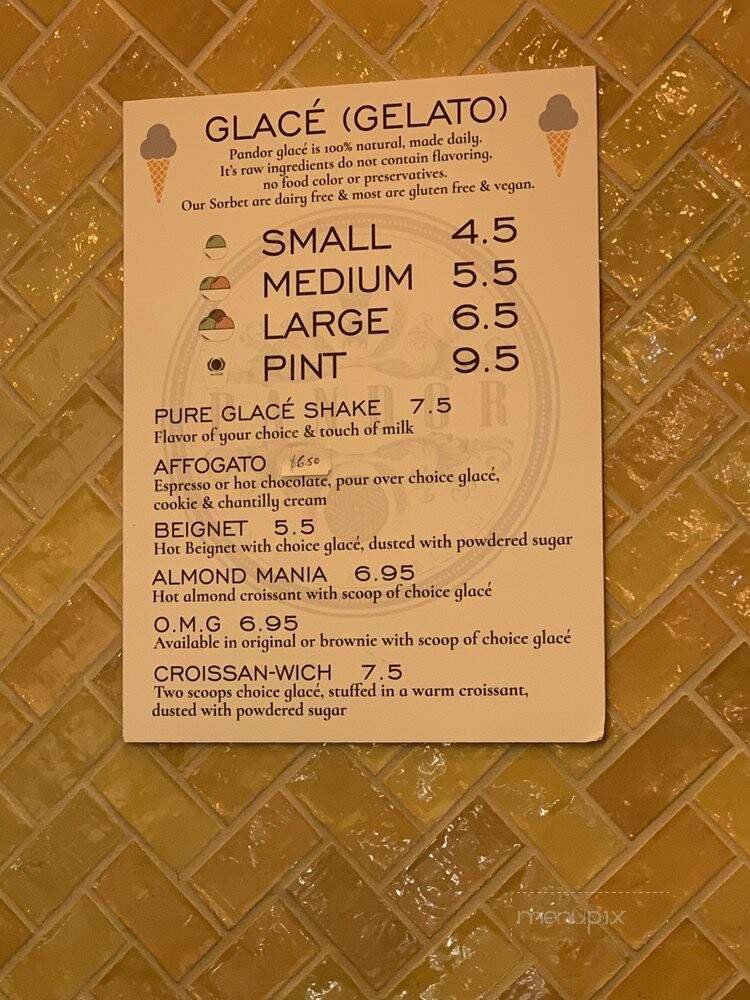 GLACÉ (GELATO)
Pandor glacé is 100% natural, made daily.
It's raw ingredients do not contain flavoring,
no food color or preservatives.
Our Sorbet are dairy free & most are gluten free & vegan.
SMALL 4.5
MEDIUM 5.5
LARGE 6.5
PINT 9.5
PANDOR
PURE GLACÉ SHAKE 7.5
Flavor of your choice & touch of milk
AFFOGATO $6.50
Espresso or hot chocolate, pour over choice glacé,
cookie & chantilly cream
BEIGNET 5.5
Hot Beignet with choice glacé, dusted with powdered sugar
ALMOND MANIA 6.95
Hot almond croissant with scoop of choice glacé
O.M.G 6.95
Available in original or brownie with scoop of choice glacé
CROISSAN-WICH 7.5
Two scoops choice glacé, stuffed in a warm croissant,
dusted with powdered sugar
menupix